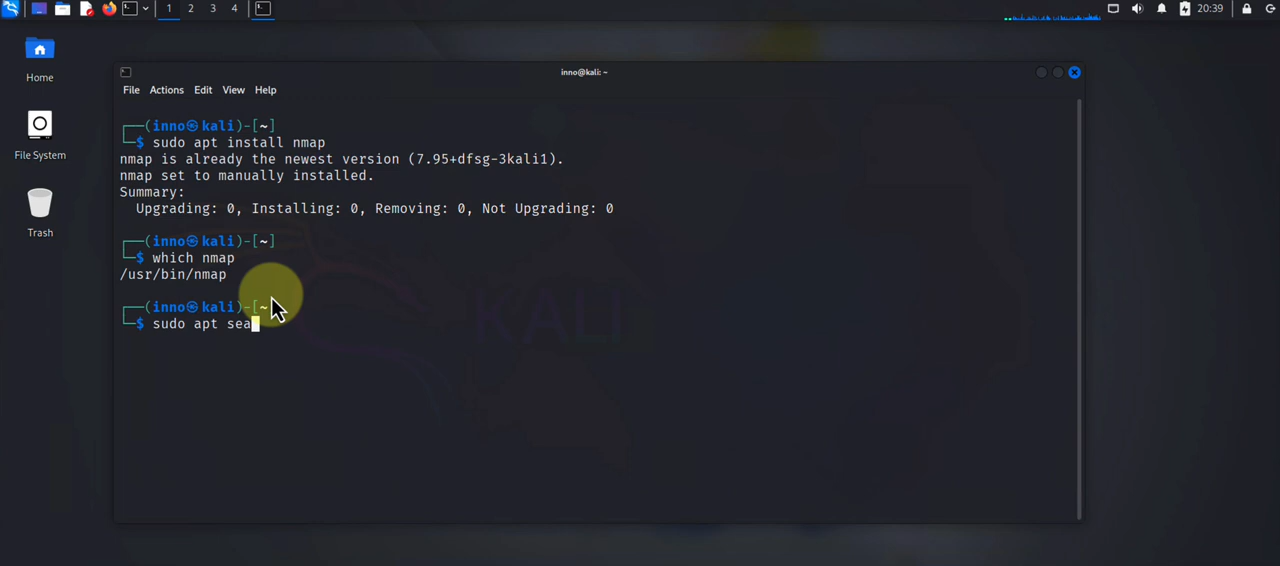 1 2 3 4 20:39
Home
File System
Trash
inno@kali: ~
File Actions Edit View Help
┌──(inno㉿kali)-[~]
└─$ sudo apt install nmap
nmap is already the newest version (7.95+dfsg-3kali1).
nmap set to manually installed.
Summary:
  Upgrading: 0, Installing: 0, Removing: 0, Not Upgrading: 0
┌──(inno㉿kali)-[~]
└─$ which nmap
/usr/bin/nmap
┌──(inno㉿kali)-[~
└─$ sudo apt sea
KALI